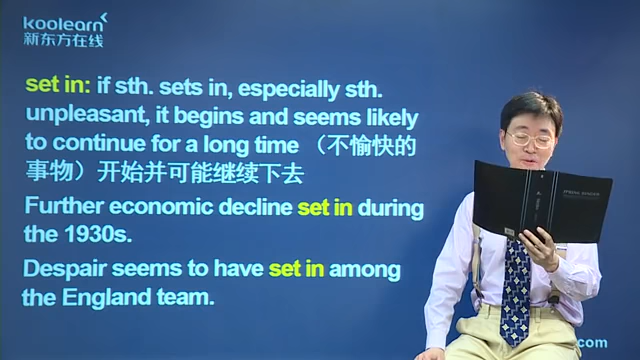 koolearn
新东方在线
set in: if sth. sets in, especially sth.
unpleasant, it begins and seems likely
to continue for a long time （不愉快的
事物）开始并可能继续下去
Further economic decline set in during
the 1930s.
Despair seems to have set in among
the England team.
.com